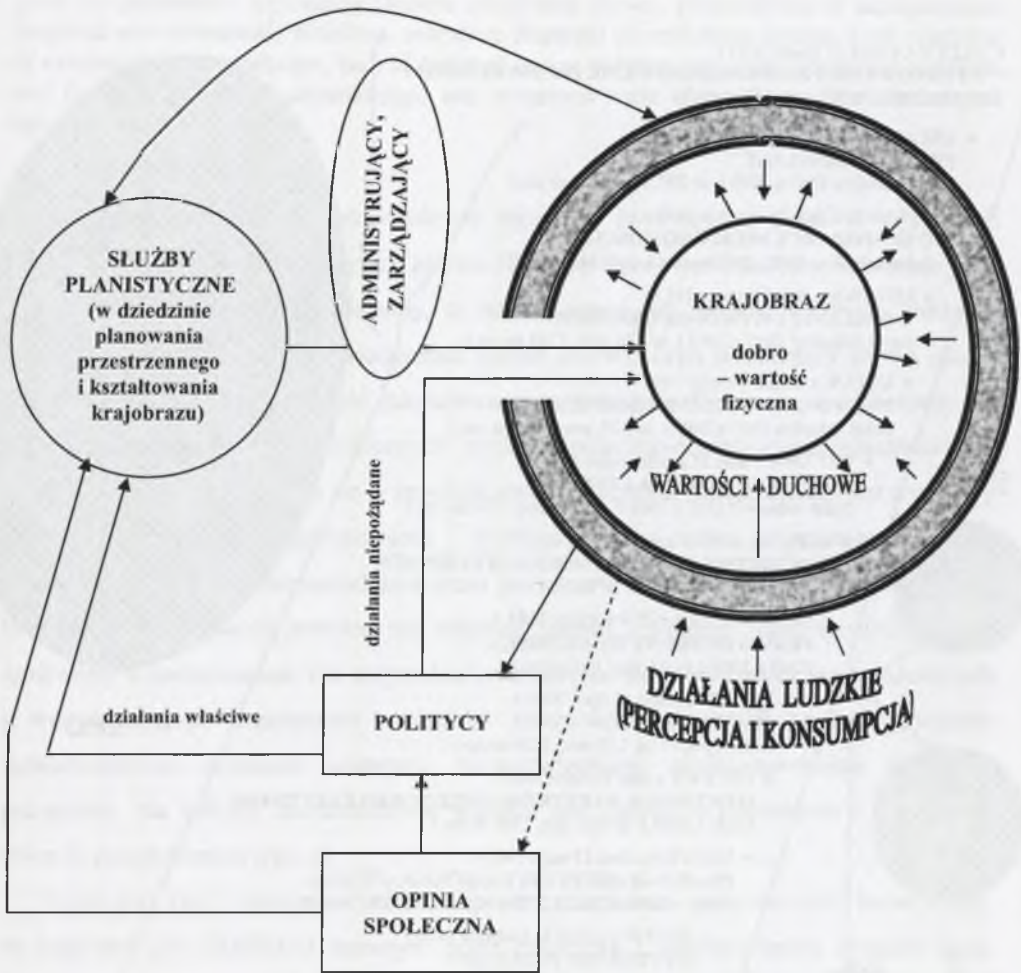 ADMINISTRUJĄCY,
ZARZĄDZAJĄCY
SŁUŻBY
PLANISTYCZNE
(w dziedzinie
planowania
przestrzennego
i kształtowania
krajobrazu)
KRAJOBRAZ
dobro
– wartość
fizyczna
WARTOŚCI DUCHOWE
działania niepożądane
działania właściwe
POLITYCY
DZIAŁANIA LUDZKIE
(PERCEPCJA I KONSUMPCJA)
OPINIA
SPOŁECZNA